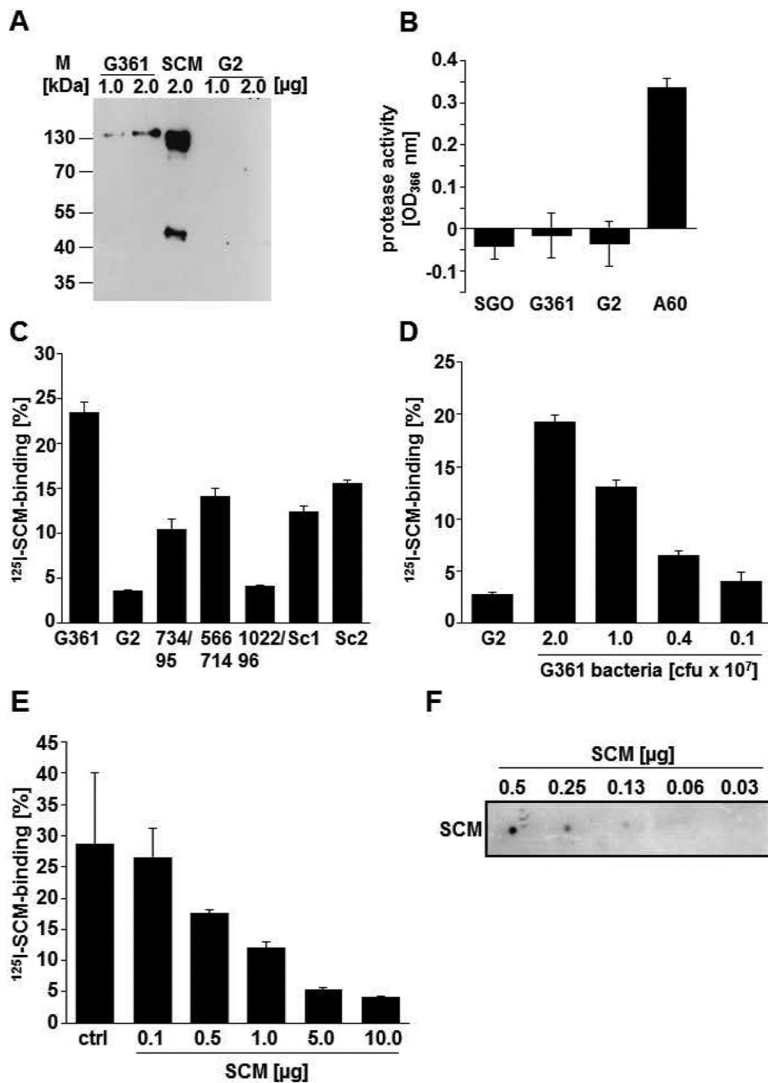 A
M G361 SCM G2
[kDa] 1.0 2.0 2.0 1.0 2.0 [µg]
130
70
55
40
35
B
protease activity
[OD366 nm]
0.4
0.3
0.2
0.1
0
-0.1
SGO G361 G2 A60
C
125I-SCM-binding [%]
30
25
20
15
10
5
0
G361 G2 734/ 566 1022/ Sc1 Sc2
95 714 96
D
125I-SCM-binding [%]
25
20
15
10
5
0
G2 2.0 1.0 0.4 0.1
G361 bacteria [cfu x 10⁷]
E
125I-SCM-binding [%]
45
40
35
30
25
20
15
10
5
0
ctrl 0.1 0.5 1.0 5.0 10.0
SCM [µg]
F
SCM [µg]
0.5 0.25 0.13 0.06 0.03
SCM